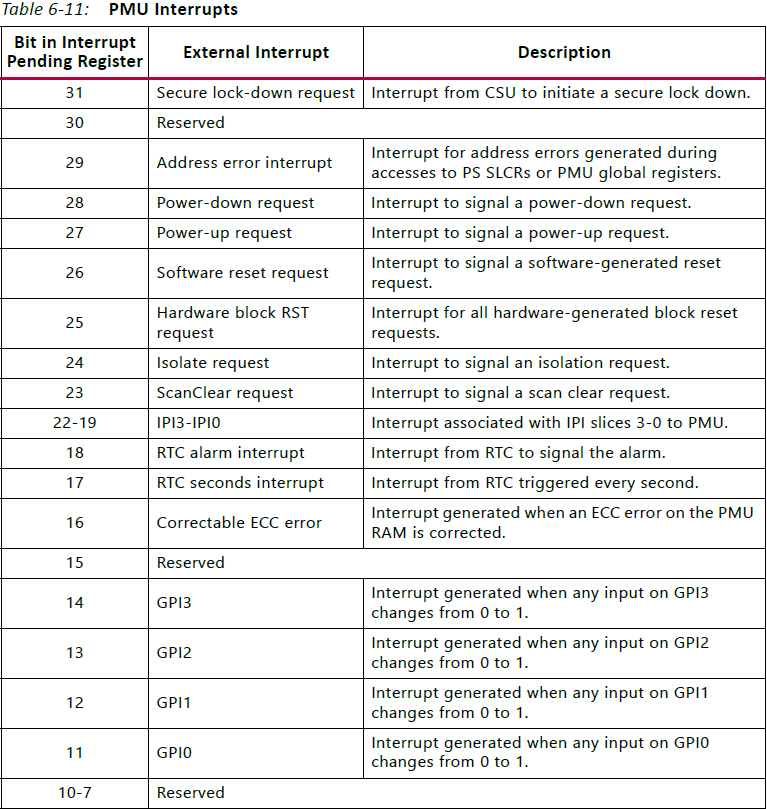 Table 6-11: PMU Interrupts
Bit in Interrupt
Pending Register
External Interrupt
Description
31 Secure lock-down request Interrupt from CSU to initiate a secure lock down.
30 Reserved
29 Address error interrupt Interrupt for address errors generated during
accesses to PS SLCRs or PMU global registers.
28 Power-down request Interrupt to signal a power-down request.
27 Power-up request Interrupt to signal a power-up request.
26 Software reset request Interrupt to signal a software-generated reset
request.
25 Hardware block RST
request
Interrupt for all hardware-generated block reset
requests.
24 Isolate request Interrupt to signal an isolation request.
23 ScanClear request Interrupt to signal a scan clear request.
22-19 IPI3-IPI0 Interrupt associated with IPI slices 3-0 to PMU.
18 RTC alarm interrupt Interrupt from RTC to signal the alarm.
17 RTC seconds interrupt Interrupt from RTC triggered every second.
16 Correctable ECC error Interrupt generated when an ECC error on the PMU
RAM is corrected.
15 Reserved
14 GPI3 Interrupt generated when any input on GPI3
changes from 0 to 1.
13 GPI2 Interrupt generated when any input on GPI2
changes from 0 to 1.
12 GPI1 Interrupt generated when any input on GPI1
changes from 0 to 1.
11 GPI0 Interrupt generated when any input on GPI0
changes from 0 to 1.
10-7 Reserved